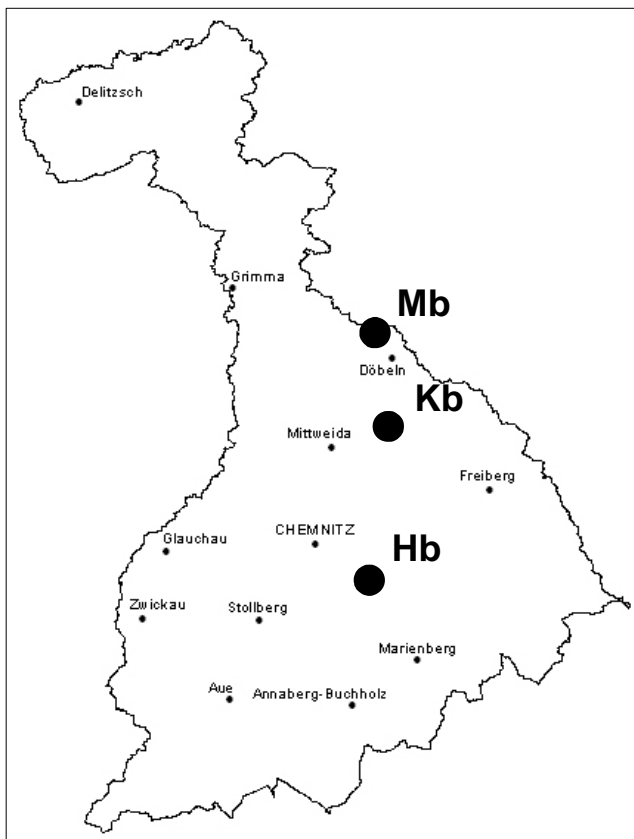 Delitzsch
Grimma
Mb
Döbeln
Kb
Mittweida
Freiberg
CHEMNITZ
Glauchau
Hb
Zwickau
Stollberg
Marienberg
Aue
Annaberg-Buchholz